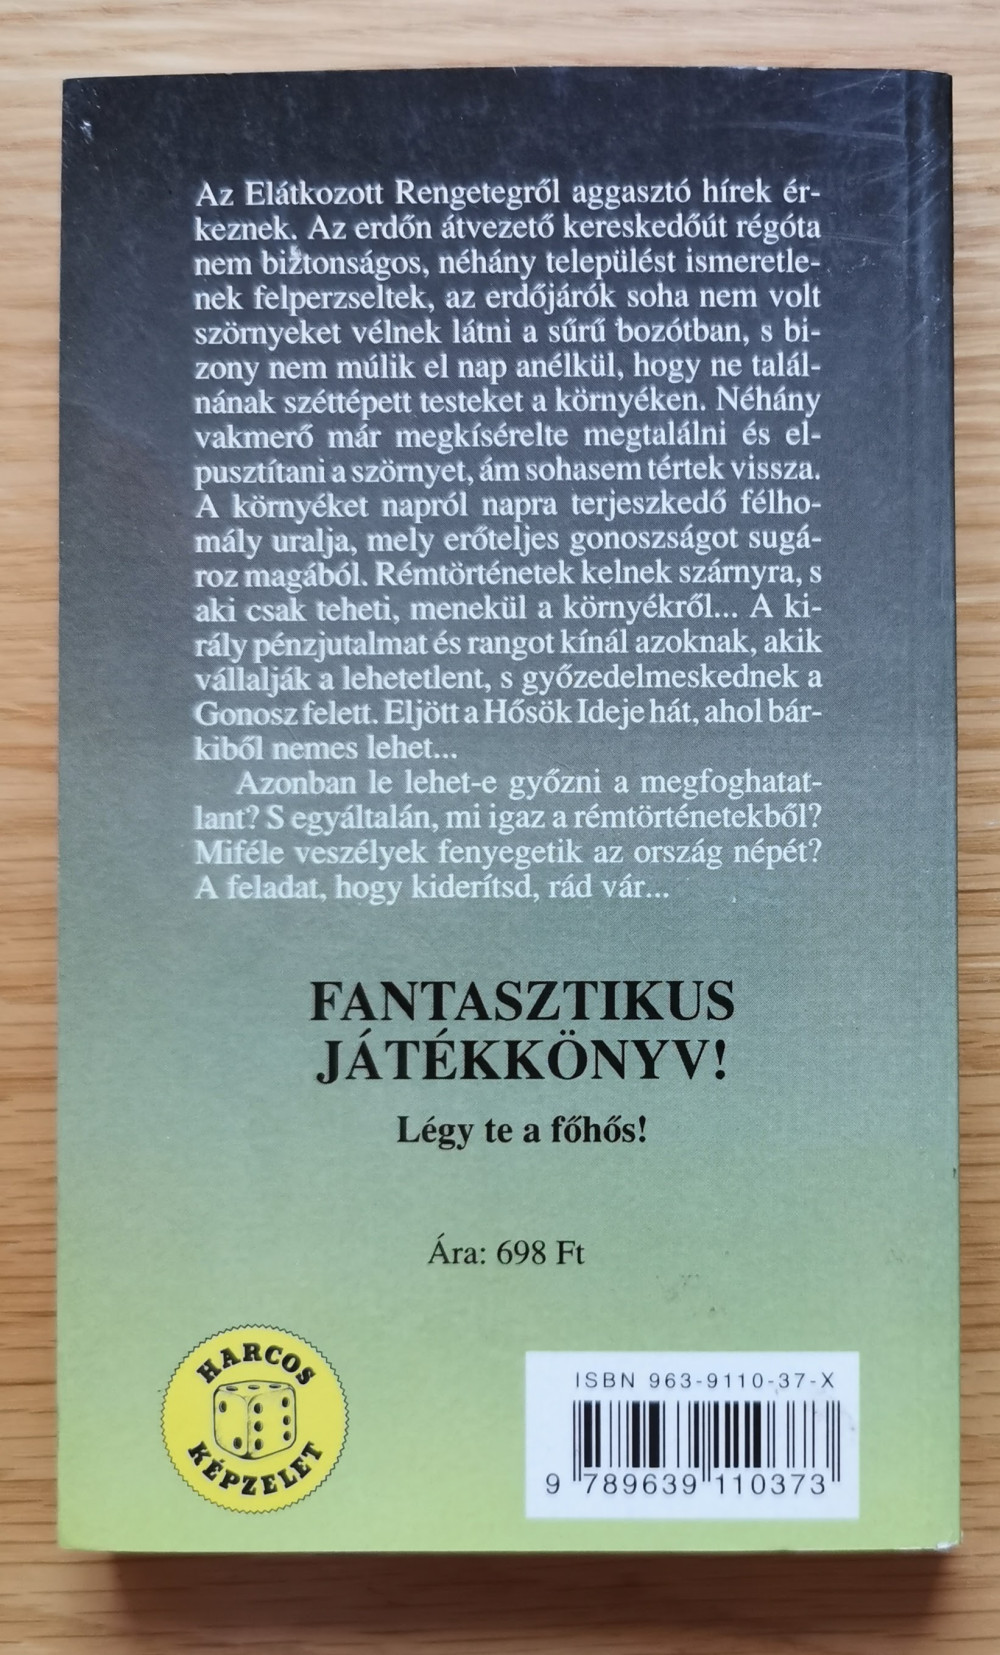 Az Elátkozott Rengetegről aggasztó hírek ér-
keznek. Az erdőn átvezető kereskedőút régóta
nem biztonságos, néhány települést ismeretle-
nek felperzseltek, az erdőjárók soha nem volt
szörnyeket vélnek látni a sűrű bozótban, s bi-
zony nem múlik el nap anélkül, hogy ne talál-
nának széttépett testeket a környéken. Néhány
vakmerő már megkísérelte megtalálni és el-
pusztítani a szörnyet, ám sohasem tértek vissza.
A környéket napról napra terjeszkedő félho-
mály uralja, mely erőteljes gonoszságot sugá-
roz magából. Rémtörténetek kelnek szárnyra, s
aki csak teheti, menekül a környékről... A ki-
rály pénzjutalmat és rangot kínál azoknak, akik
vállalják a lehetetlent, s győzedelmeskednek a
Gonosz felett. Eljött a Hősök Ideje hát, ahol bár-
kiből nemes lehet...
Azonban le lehet-e győzni a megfoghatat-
lant? S egyáltalán, mi igaz a rémtörténetekből?
Miféle veszélyek fenyegetik az ország népét?
A feladat, hogy kiderítsd, rád vár...
FANTASZTIKUS
JÁTÉKKÖNYV!
Légy te a főhős!
Ára: 698 Ft
HARCOS
KÉPZELET
ISBN 963-9110-37-X
9 789639 110373